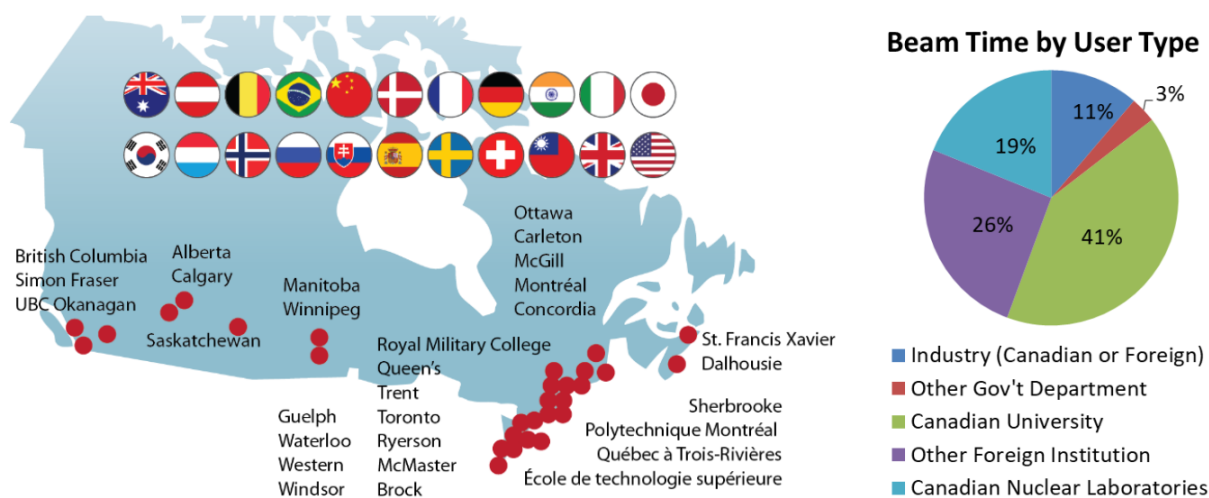 British Columbia
Simon Fraser
UBC Okanagan
Alberta
Calgary
Saskatchewan
Manitoba
Winnipeg
Ottawa
Carleton
McGill
Montréal
Concordia
Royal Military College
Queen's
Trent
Toronto
Ryerson
McMaster
Brock
Guelph
Waterloo
Western
Windsor
St. Francis Xavier
Dalhousie
Sherbrooke
Polytechnique Montréal
Québec à Trois-Rivières
École de technologie supérieure
Beam Time by User Type
11%
3%
41%
26%
19%
Industry (Canadian or Foreign)
Other Gov't Department
Canadian University
Other Foreign Institution
Canadian Nuclear Laboratories